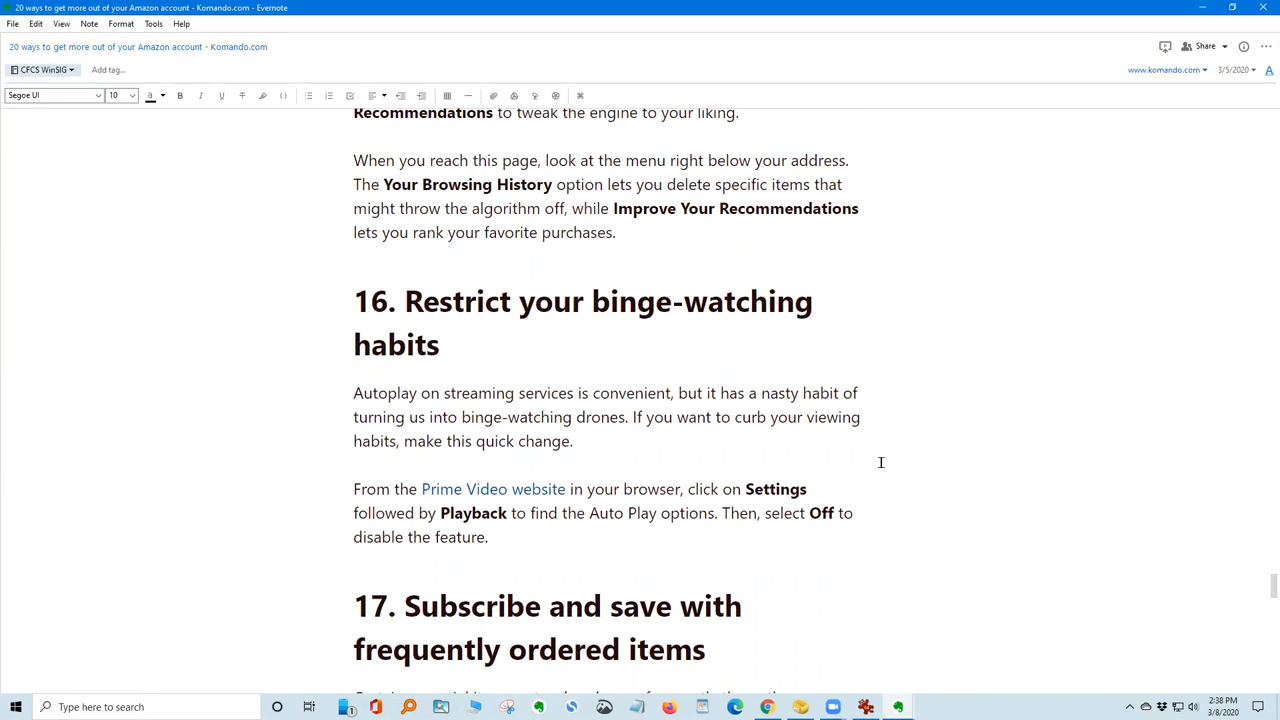 20 ways to get more out of your Amazon account - Komando.com - Evernote
File Edit View Note Format Tools Help
20 ways to get more out of your Amazon account - Komando.com
Share
CFCS WinSIG
Add tag...
www.komando.com
3/5/2020
Segoe UI
10
Recommendations to tweak the engine to your liking.
When you reach this page, look at the menu right below your address.
The Your Browsing History option lets you delete specific items that
might throw the algorithm off, while Improve Your Recommendations
lets you rank your favorite purchases.
16. Restrict your binge-watching
habits
Autoplay on streaming services is convenient, but it has a nasty habit of
turning us into binge-watching drones. If you want to curb your viewing
habits, make this quick change.
From the Prime Video website in your browser, click on Settings
followed by Playback to find the Auto Play options. Then, select Off to
disable the feature.
17. Subscribe and save with
frequently ordered items
Type here to search
2:38 PM
3/8/2020